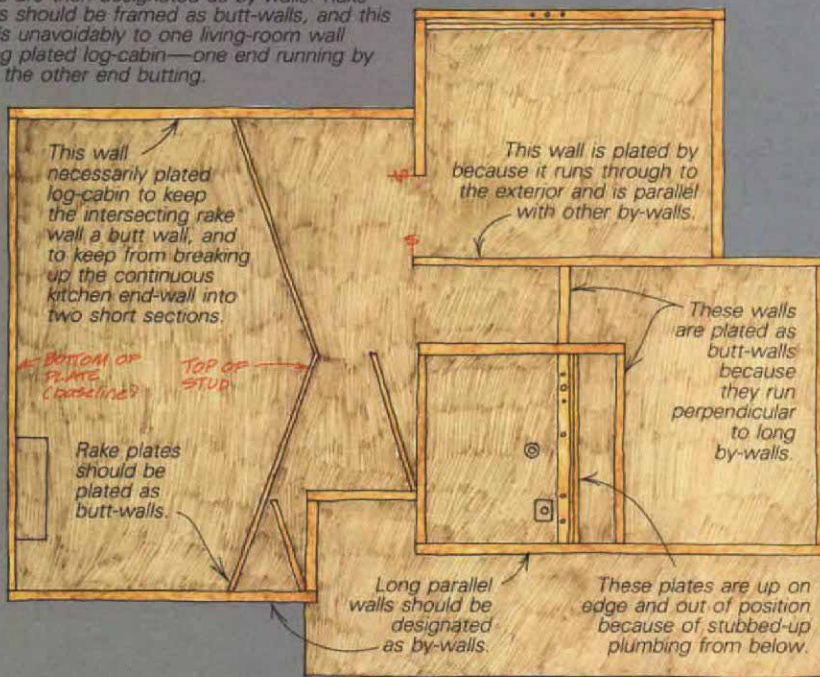 s should be framed as butt-walls, and this
is unavoidably to one living-room wall
g plated log-cabin—one end running by
the other end butting.
This wall
necessarily plated
log-cabin to keep
the intersecting rake
wall a butt wall, and
to keep from breaking
up the continuous
kitchen end-wall into
two short sections.
This wall is plated by
because it runs through to
the exterior and is parallel
with other by-walls.
These walls
are plated as
butt-walls
because
they run
perpendicular
to long
by-walls.
BOTTOM OF
PLATE
(baseline)
TOP OF
STUD
Rake plates
should be
plated as
butt-walls.
Long parallel
walls should be
designated
as by-walls.
These plates are up on
edge and out of position
because of stubbed-up
plumbing from below.